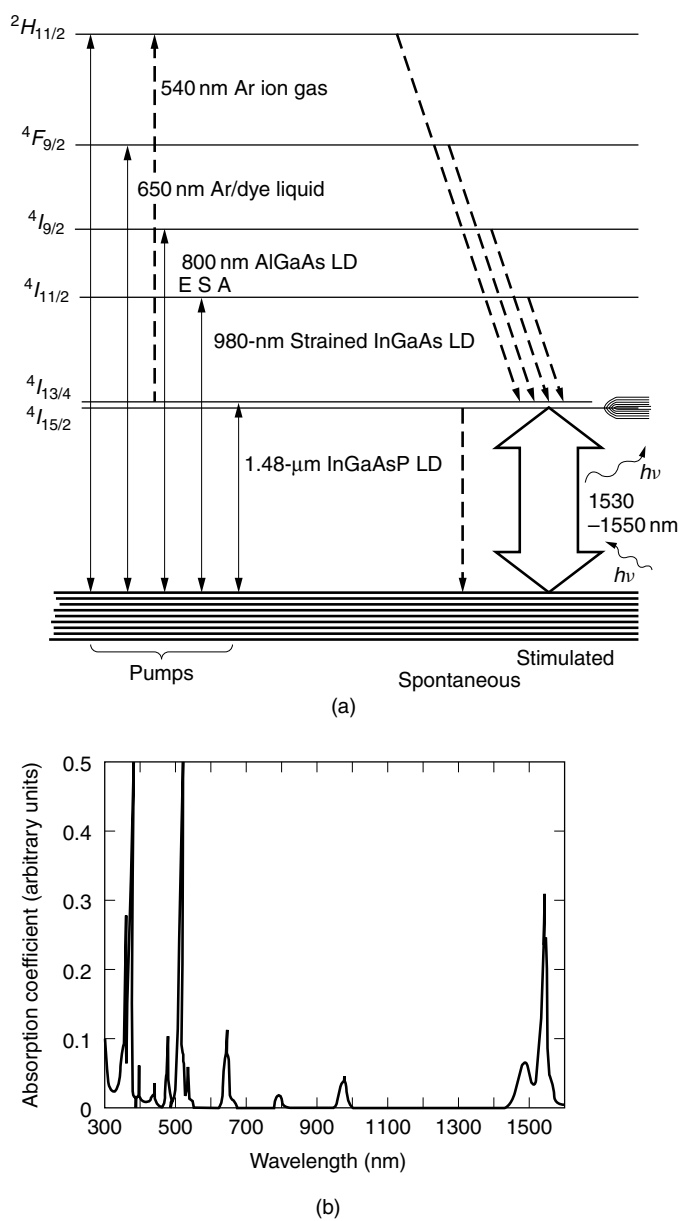 ²H₁₁/₂
540 nm Ar ion gas
⁴F₉/₂
650 nm Ar/dye liquid
⁴I₉/₂
800 nm AlGaAs LD
E S A
⁴I₁₁/₂
980-nm Strained InGaAs LD
⁴I₁₃/₄
⁴I₁₅/₂
1.48-μm InGaAsP LD
hν
1530
–1550 nm
hν
Pumps
Spontaneous
Stimulated
(a)
Absorption coefficient (arbitrary units)
0.5
0.4
0.3
0.2
0.1
0
300 500 700 900 1100 1300 1500
Wavelength (nm)
(b)